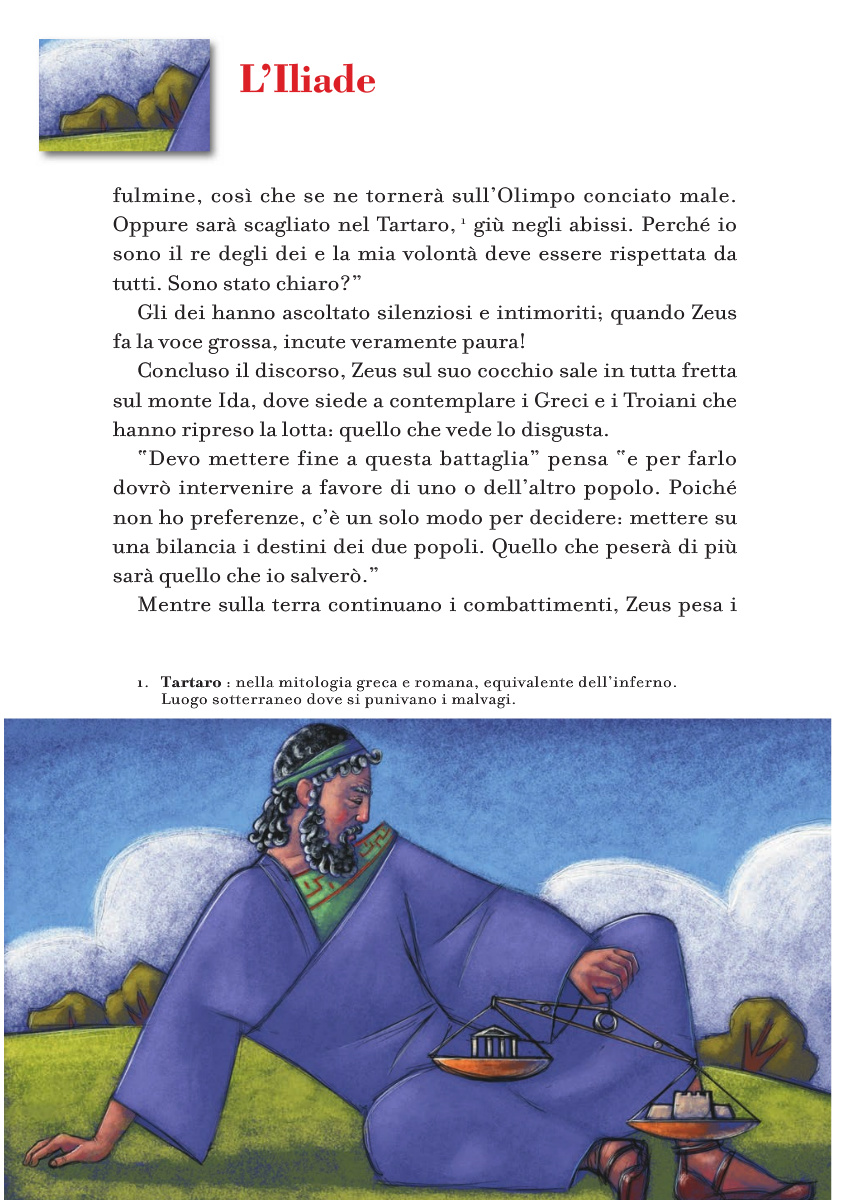 L'Iliade
fulmine, così che se ne tornerà sull'Olimpo conciato male.
Oppure sarà scagliato nel Tartaro, ¹ giù negli abissi. Perché io
sono il re degli dei e la mia volontà deve essere rispettata da
tutti. Sono stato chiaro?”
Gli dei hanno ascoltato silenziosi e intimoriti; quando Zeus
fa la voce grossa, incute veramente paura!
Concluso il discorso, Zeus sul suo cocchio sale in tutta fretta
sul monte Ida, dove siede a contemplare i Greci e i Troiani che
hanno ripreso la lotta: quello che vede lo disgusta.
“Devo mettere fine a questa battaglia” pensa “e per farlo
dovrò intervenire a favore di uno o dell'altro popolo. Poiché
non ho preferenze, c'è un solo modo per decidere: mettere su
una bilancia i destini dei due popoli. Quello che peserà di più
sarà quello che io salverò.”
Mentre sulla terra continuano i combattimenti, Zeus pesa i
1. Tartaro : nella mitologia greca e romana, equivalente dell'inferno.
Luogo sotterraneo dove si punivano i malvagi.